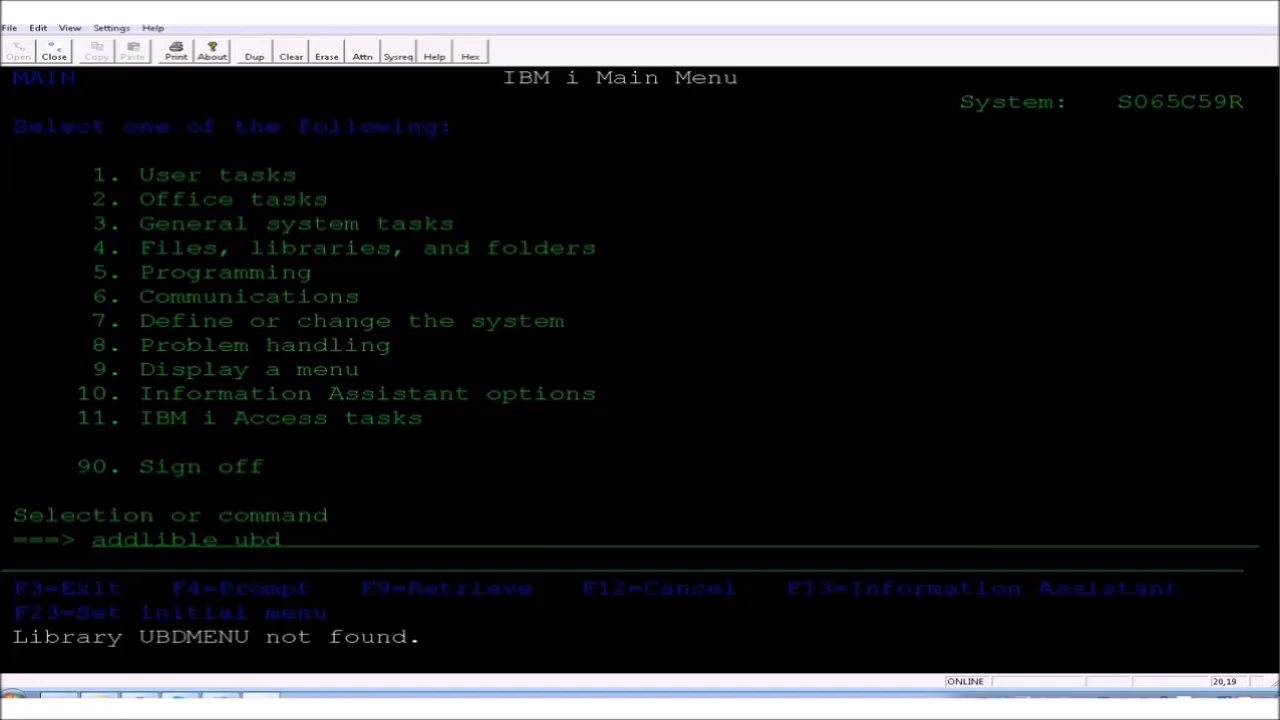 File Edit View Settings Help
Open Close Copy Paste Print About Dup Clear Erase Attn Sysreq Help Hex
MAIN IBM i Main Menu
System: S065C59R
Select one of the following:
1. User tasks
2. Office tasks
3. General system tasks
4. Files, libraries, and folders
5. Programming
6. Communications
7. Define or change the system
8. Problem handling
9. Display a menu
10. Information Assistant options
11. IBM i Access tasks
90. Sign off
Selection or command
===> addlible ubd
F3=Exit F4=Prompt F9=Retrieve F12=Cancel F13=Information Assistant
F23=Set initial menu
Library UBDMENU not found.
ONLINE 20,19